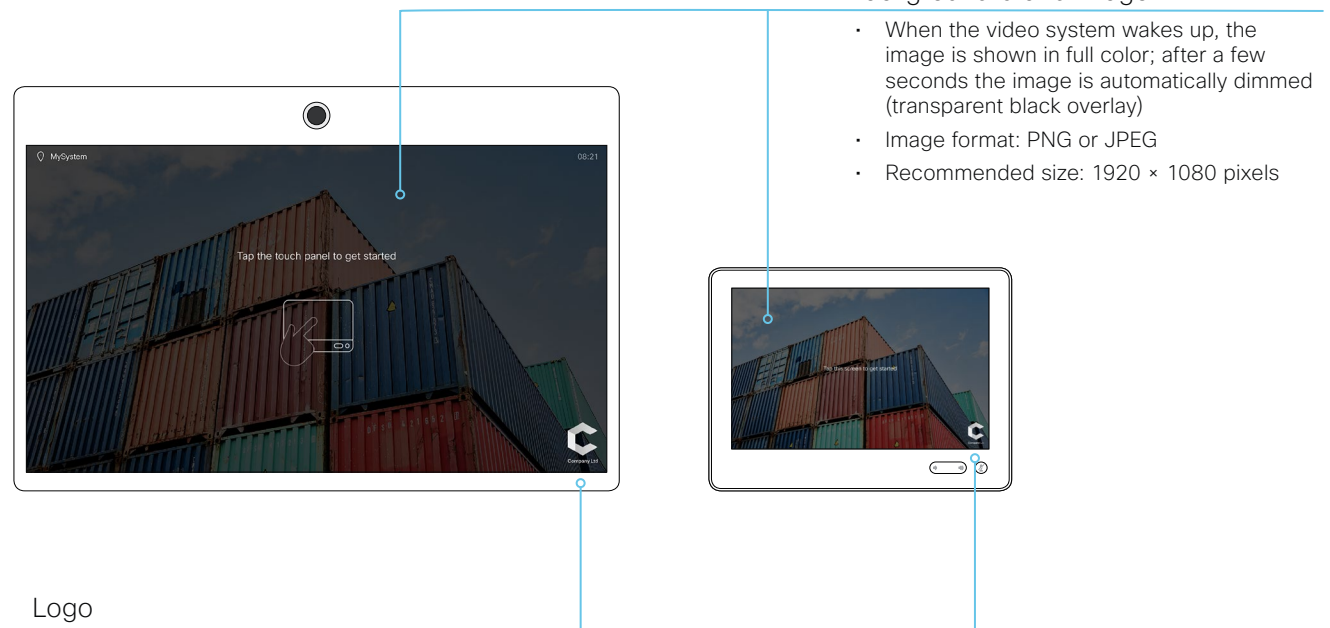 • When the video system wakes up, the
image is shown in full color; after a few
seconds the image is automatically dimmed
(transparent black overlay)
• Image format: PNG or JPEG
• Recommended size: 1920 × 1080 pixels
MySystem
08:21
Tap the touch panel to get started
Tap the screen to get started
Company Ltd
Logo